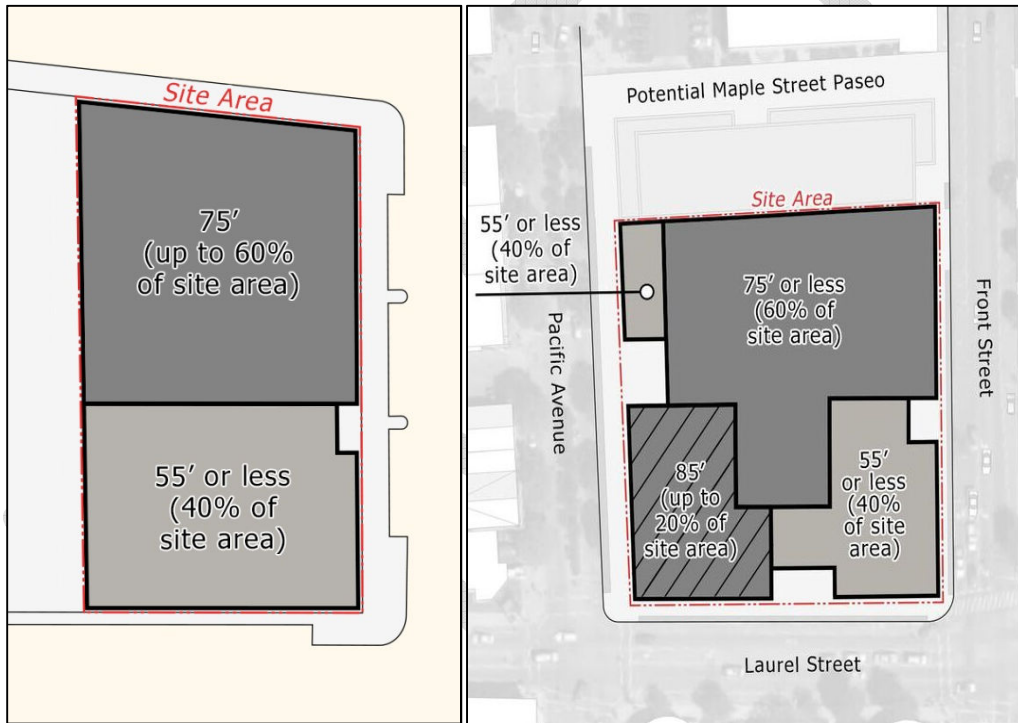 Site Area
75’
(up to 60%
of site area)
55’ or less
(40% of
site area)
Potential Maple Street Paseo
Site Area
55’ or less
(40% of
site area)
75’ or less
(60% of
site area)
Pacific Avenue
Front Street
85’
(up to
20% of
site area)
55’
or less
(40%
of site
area)
Laurel Street